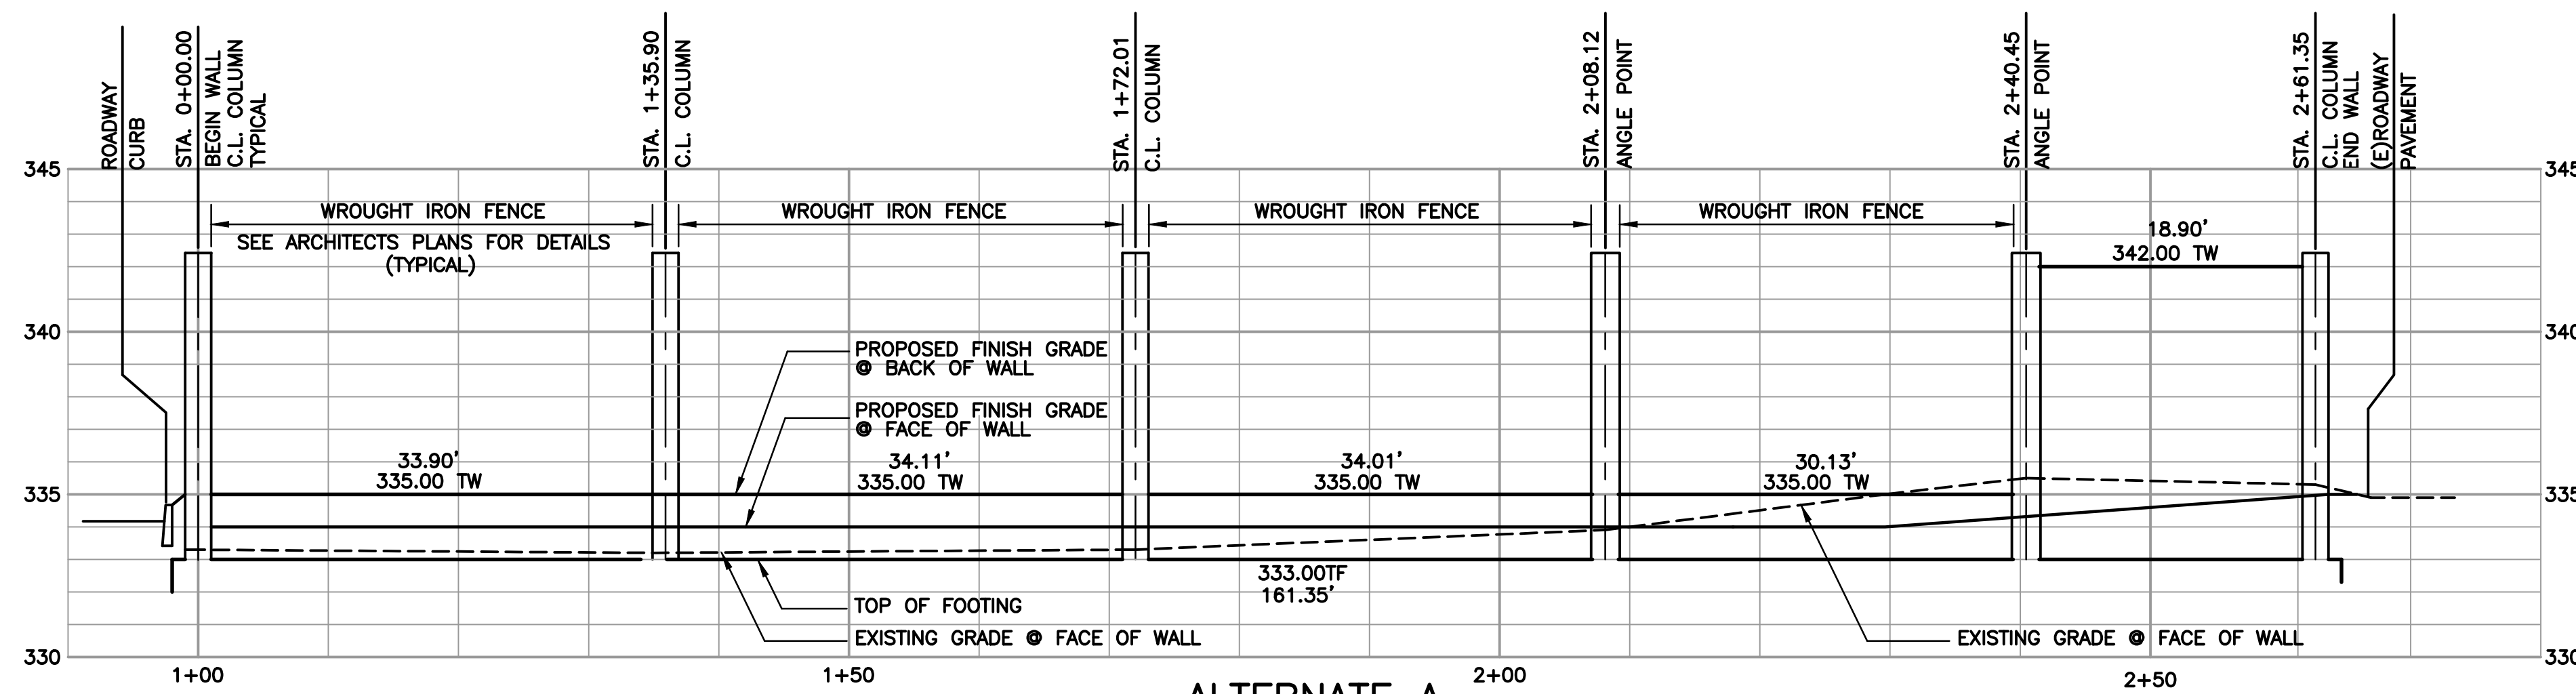 ROADWAY
CURB
STA. 0+00.00
BEGIN WALL
C.L. COLUMN
TYPICAL
STA. 1+35.90
C.L. COLUMN
STA. 1+72.01
C.L. COLUMN
STA. 2+08.12
ANGLE POINT
STA. 2+40.45
ANGLE POINT
STA. 2+61.35
C.L. COLUMN
END WALL
(E)ROADWAY
PAVEMENT
345
345
WROUGHT IRON FENCE
WROUGHT IRON FENCE
WROUGHT IRON FENCE
WROUGHT IRON FENCE
SEE ARCHITECTS PLANS FOR DETAILS
(TYPICAL)
18.90'
342.00 TW
340
340
PROPOSED FINISH GRADE
@ BACK OF WALL
PROPOSED FINISH GRADE
@ FACE OF WALL
33.90'
335.00 TW
34.11'
335.00 TW
34.01'
335.00 TW
30.13'
335.00 TW
335
335
333.00TF
161.35'
TOP OF FOOTING
EXISTING GRADE @ FACE OF WALL
EXISTING GRADE @ FACE OF WALL
330
330
1+00
1+50
2+00
2+50
ALTERNATE A